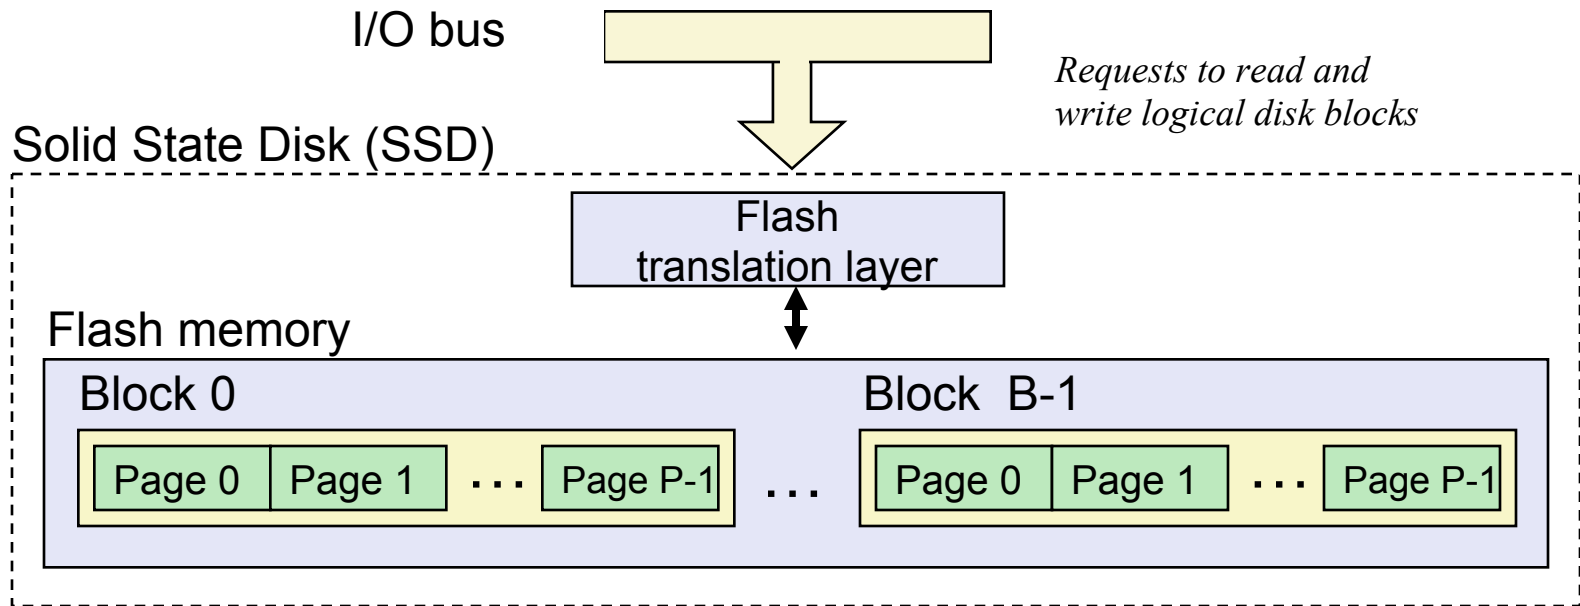 I/O bus
Requests to read and
write logical disk blocks
Solid State Disk (SSD)
Flash
translation layer
Flash memory
Block 0
Block B-1
Page 0 Page 1 ... Page P-1 ... Page 0 Page 1 ... Page P-1